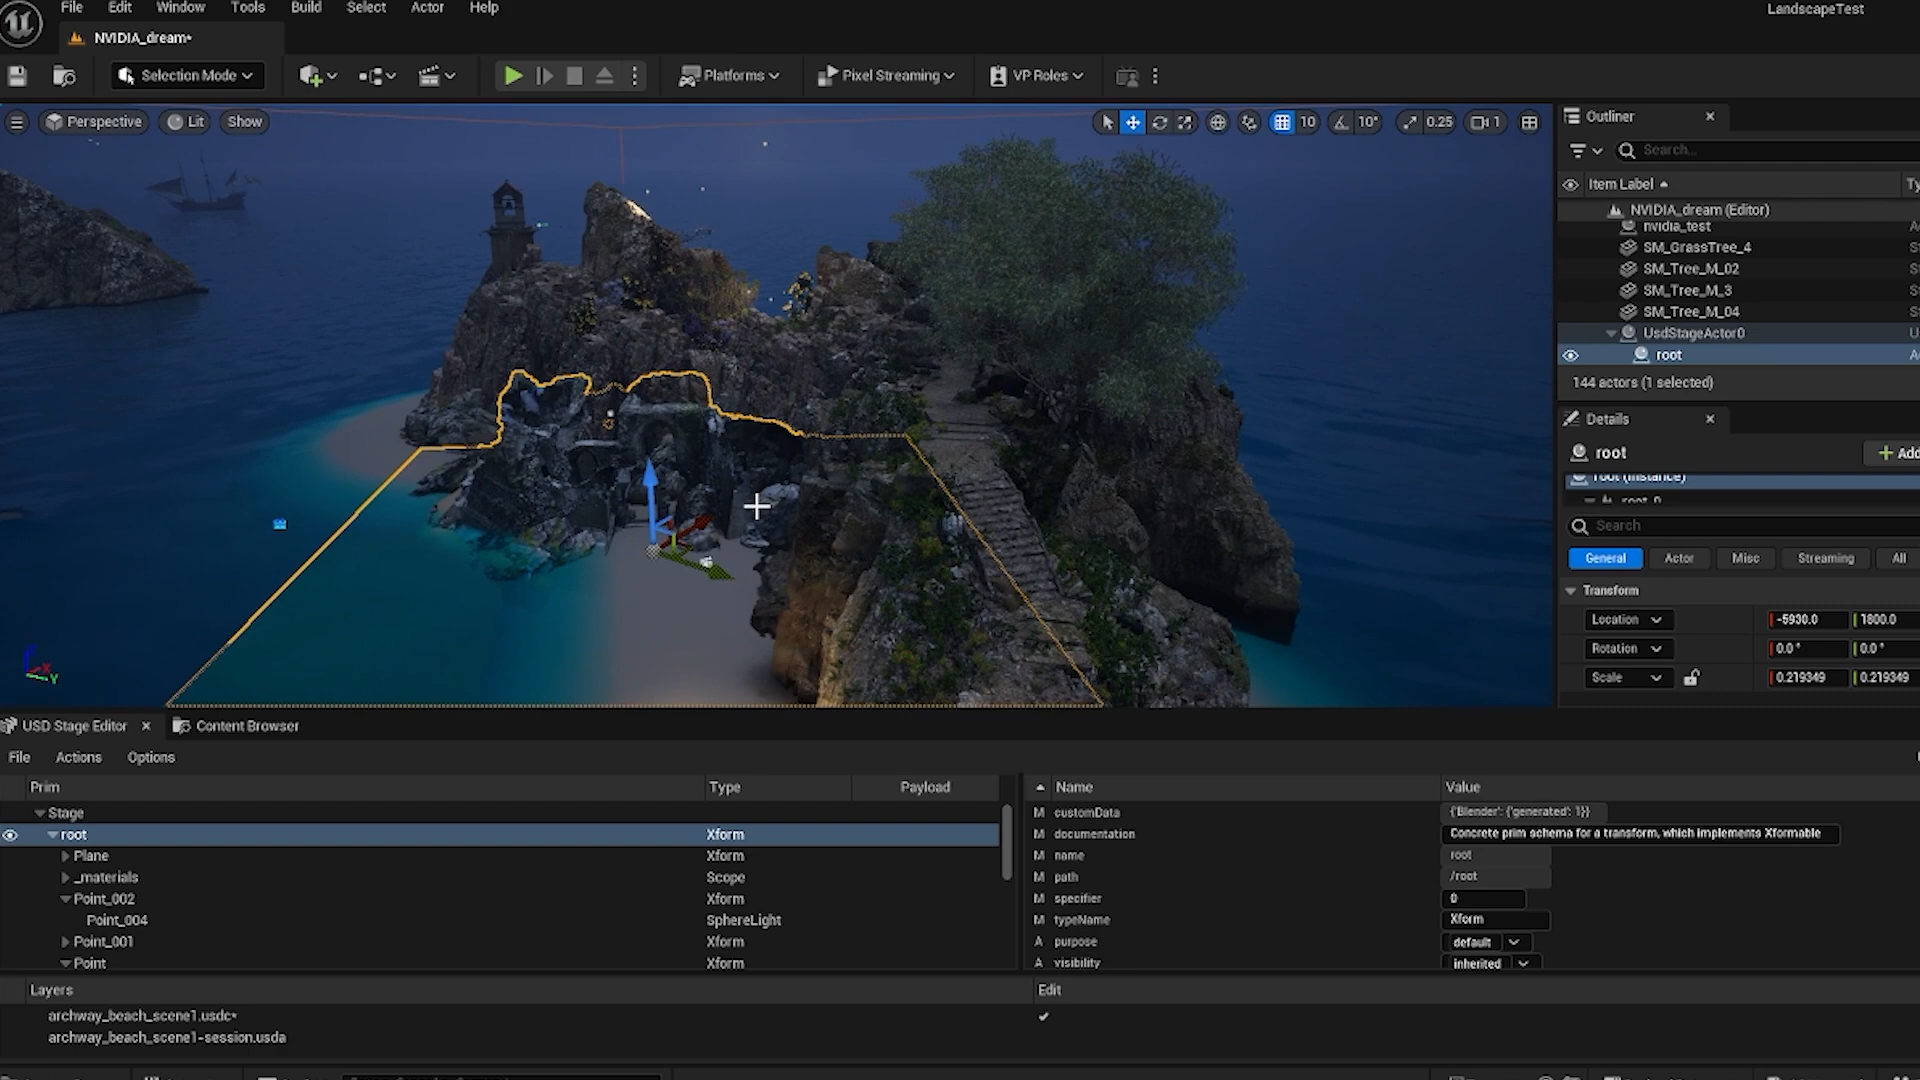 File Edit Window Tools Build Select Actor Help
LandscapeTest
NVIDIA_dream*
Selection Mode
Platforms
Pixel Streaming
VP Roles
Perspective
Lit
Show
10
10°
0.25
1
Outliner
Search...
Item Label
Ty
NVIDIA_dream (Editor)
nvidia_test
SM_GrassTree_4
SM_Tree_M_02
SM_Tree_M_3
SM_Tree_M_04
UsdStageActor0
root
144 actors (1 selected)
Details
root
Add
root (Instance)
Search
General
Actor
Misc
Streaming
All
Transform
Location -5930.0 1800.0
Rotation 0.0° 0.0°
Scale 0.219349 0.219349
USD Stage Editor
Content Browser
File Actions Options
Prim Type Payload
Stage
root Xform
Plane Xform
_materials Scope
Point_002 Xform
Point_004 SphereLight
Point_001 Xform
Point Xform
Name Value
M customData {'Blender': {'generated': 1}}
M documentation Concrete prim schema for a transform, which implements Xformable
M name root
M path /root
M specifier 0
M typeName Xform
A purpose default
A visibility inherited
Layers Edit
archway_beach_scene1.usdc*
archway_beach_scene1-session.usda